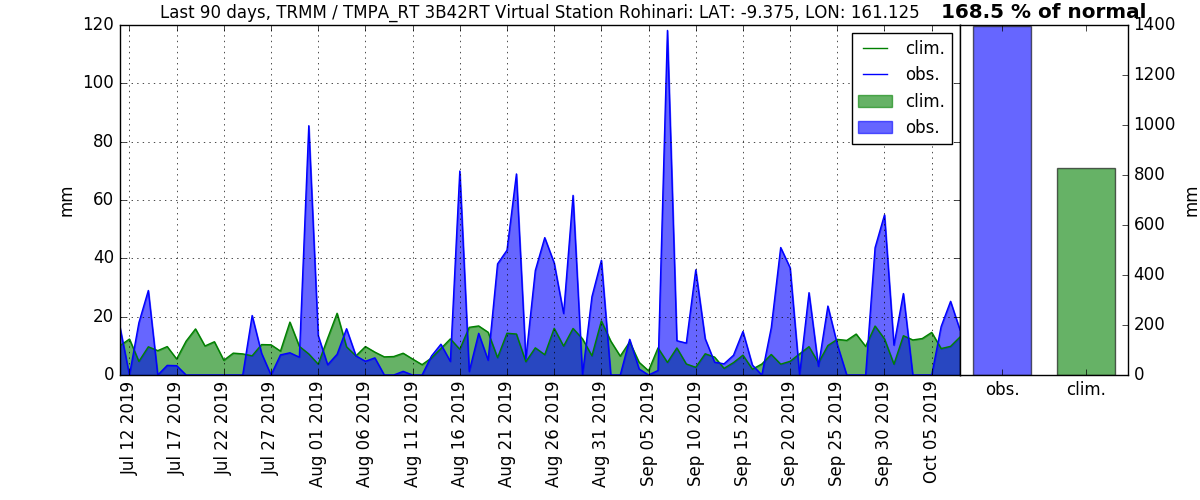 Last 90 days, TRMM / TMPA_RT 3B42RT Virtual Station Rohinari: LAT: -9.375, LON: 161.125
168.5 % of normal
120
100
80
60
40
20
0
mm
clim.
obs.
clim.
obs.
1400
1200
1000
800
600
400
200
0
mm
obs.
clim.
Jul 12 2019
Jul 17 2019
Jul 22 2019
Jul 27 2019
Aug 01 2019
Aug 06 2019
Aug 11 2019
Aug 16 2019
Aug 21 2019
Aug 26 2019
Aug 31 2019
Sep 05 2019
Sep 10 2019
Sep 15 2019
Sep 20 2019
Sep 25 2019
Sep 30 2019
Oct 05 2019